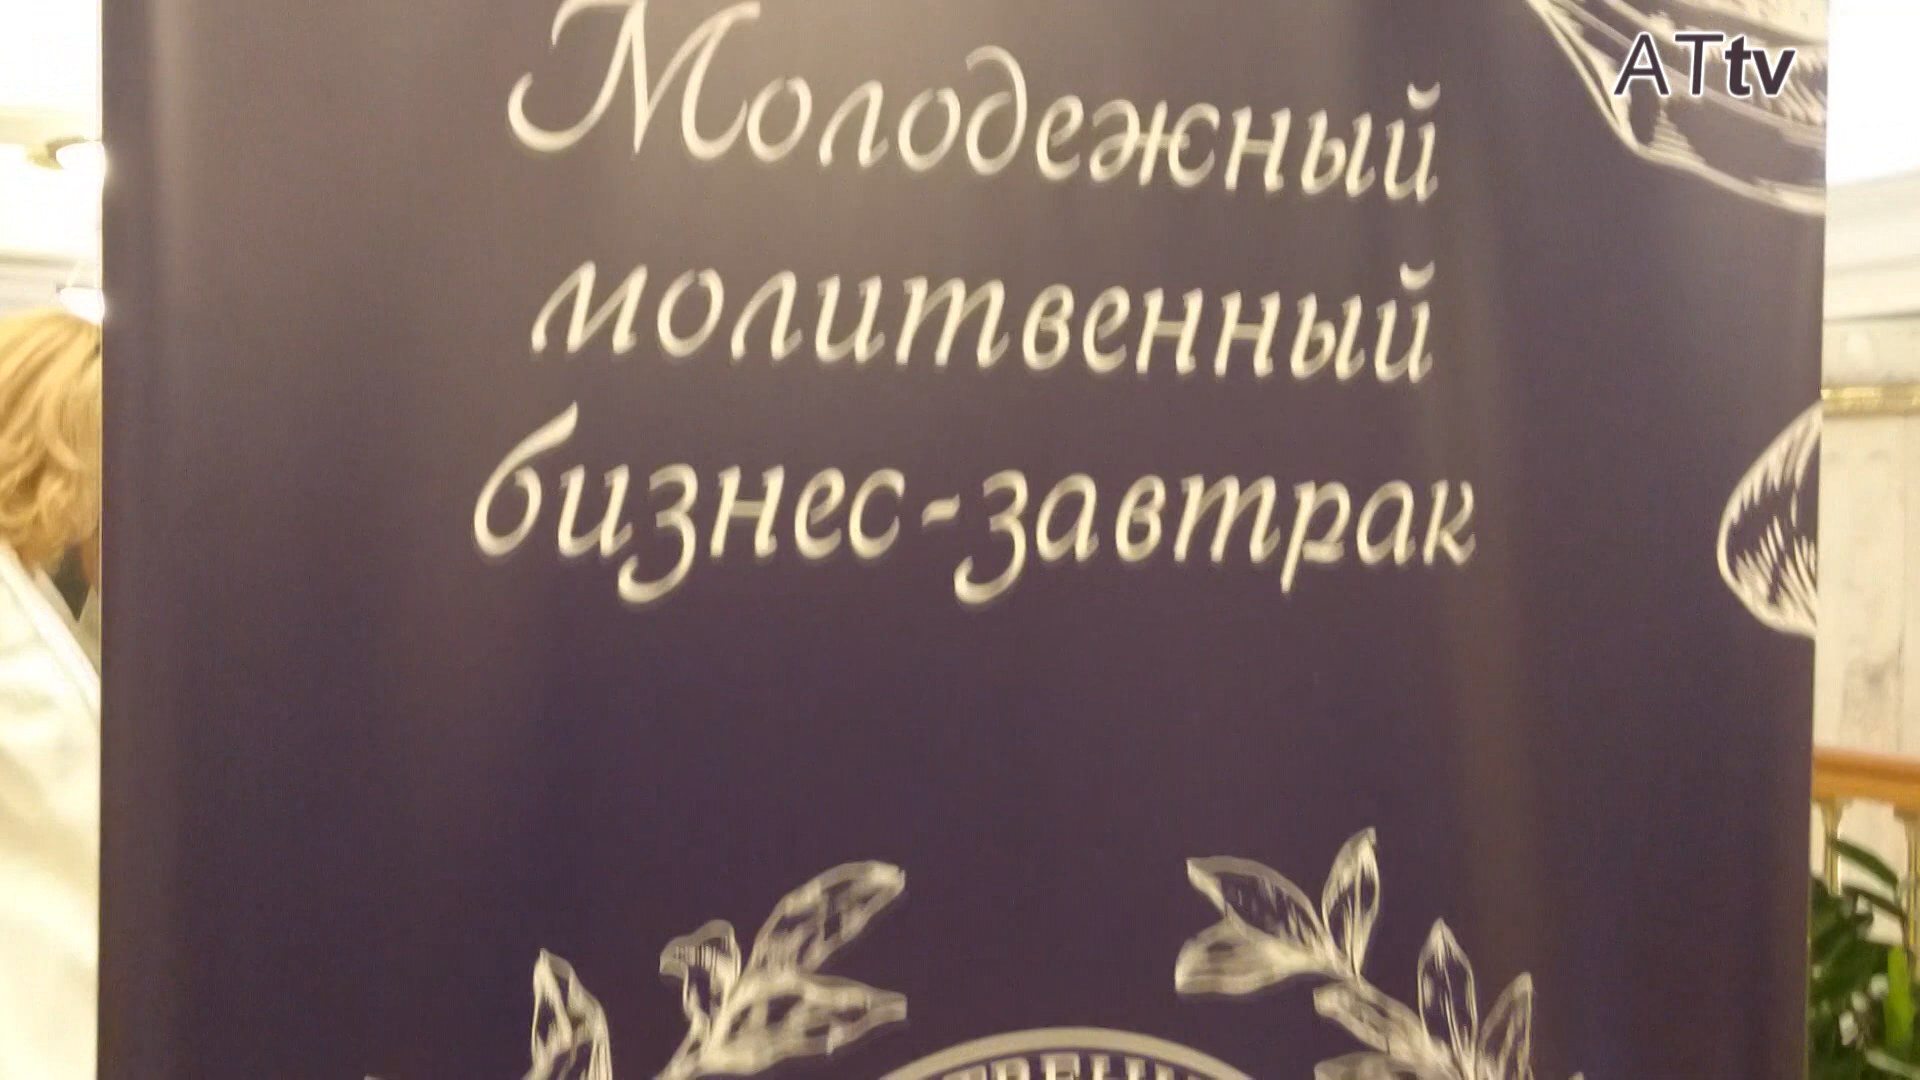 ATtv
Молодежный
молитвенный
бизнес-завтрак